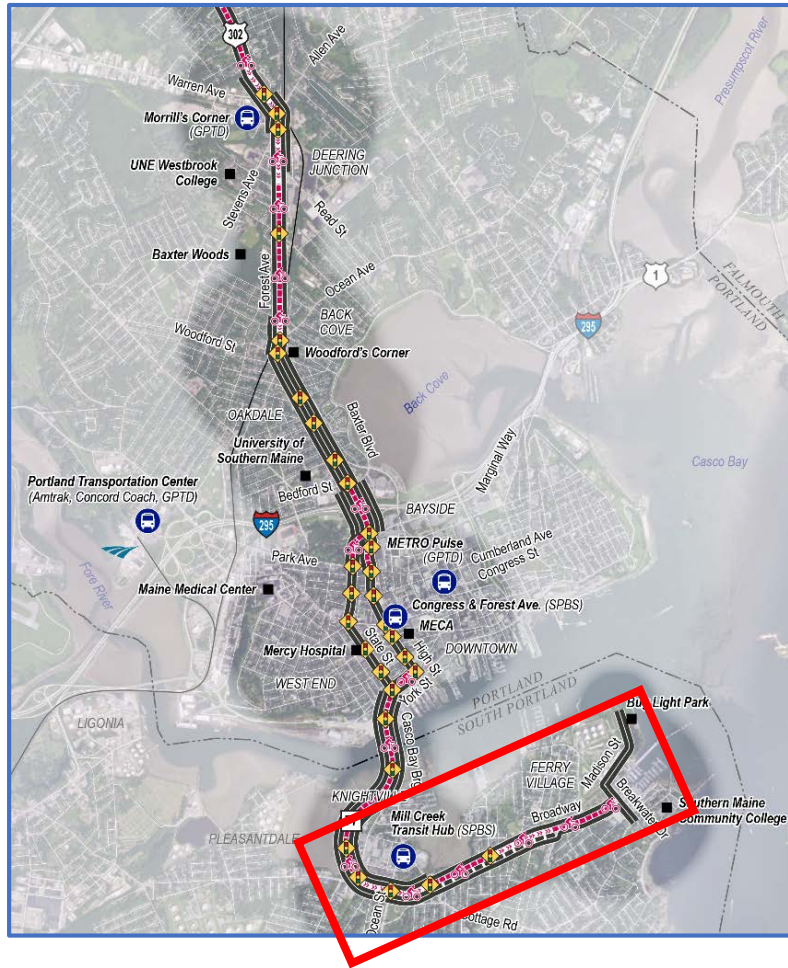 302
Allen Ave
Presumpscot River
Warren Ave
Morrill's Corner
(GPTD)
DEERING
JUNCTION
UNE Westbrook
College
Stevens Ave
Read St
Baxter Woods
Forest Ave
Ocean Ave
1
FALMOUTH
PORTLAND
BACK
COVE
295
Woodford St
Woodford's Corner
Back Cove
OAKDALE
Baxter Blvd
University of
Southern Maine
Casco Bay
Marginal Way
Portland Transportation Center
(Amtrak, Concord Coach, GPTD)
Bedford St
BAYSIDE
295
METRO Pulse
(GPTD)
Cumberland Ave
Congress St
Park Ave
Fore River
Maine Medical Center
Congress & Forest Ave. (SPBS)
MECA
State St
High St
Mercy Hospital
DOWNTOWN
WEST END
York St
PORTLAND
SOUTH PORTLAND
LIGONIA
Casco Bay
Light Park
Madison St
FERRY
VILLAGE
Breakwater Dr
Mill Creek
Transit Hub (SPBS)
Broadway
Southern Maine
Community College
PLEASANTDALE
Ocean S
ottage Rd